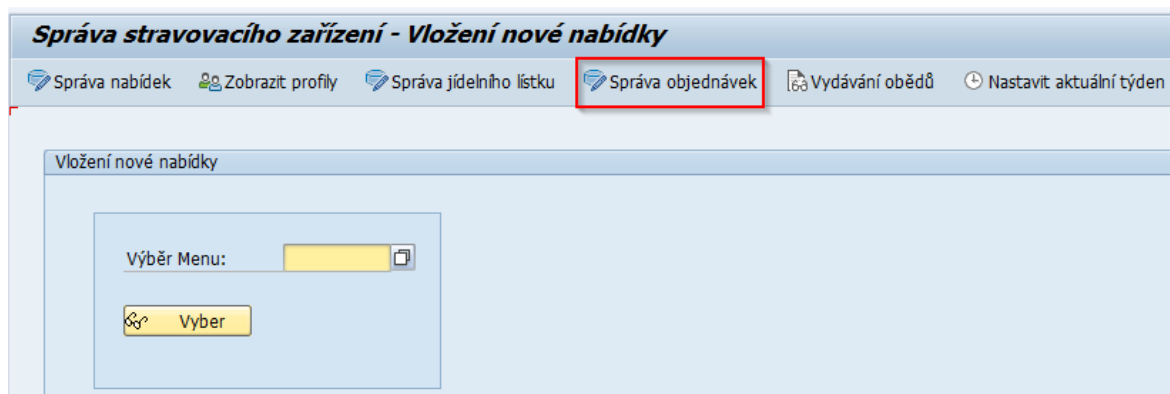 Správa stravovacího zařízení - Vložení nové nabídky
Správa nabídek Zobrazit profily Správa jídelního lístku Správa objednávek Vydávání obědů Nastavit aktuální týden
Vložení nové nabídky
Výběr Menu:
Vyber